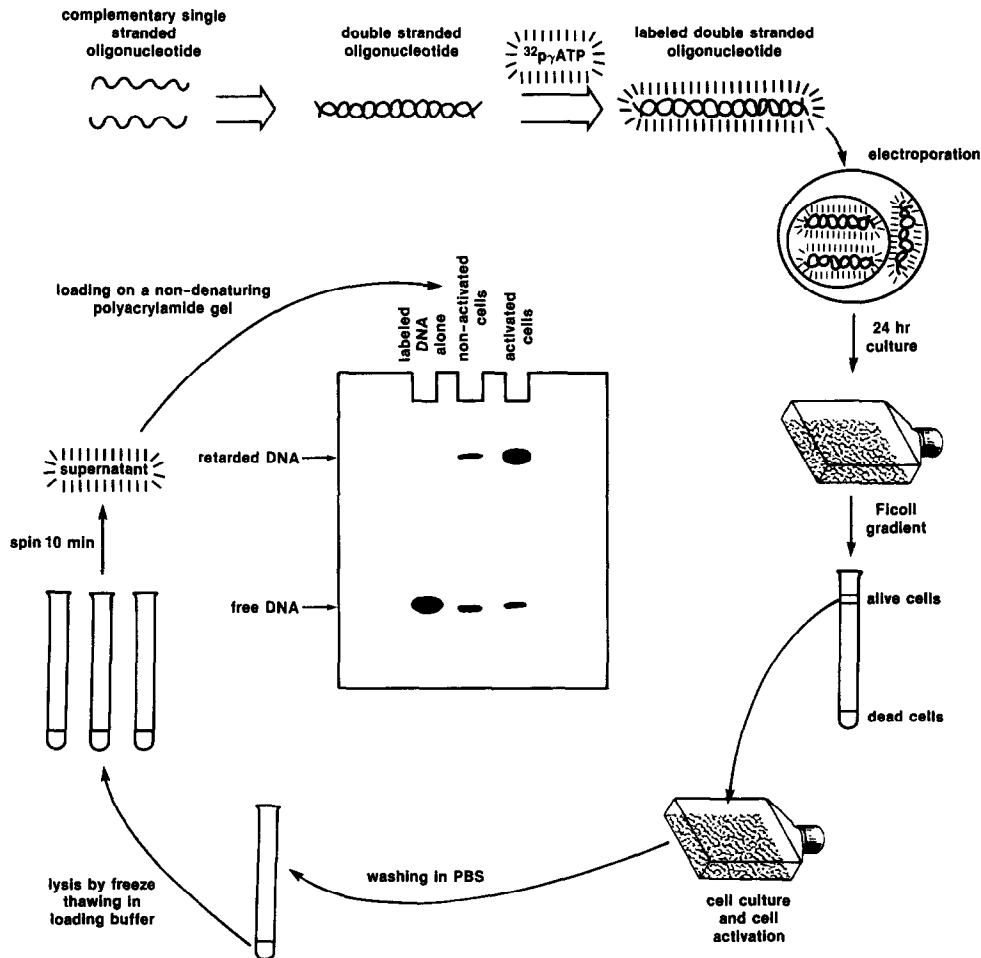 complementary single
stranded
oligonucleotide
double stranded
oligonucleotide
³²pγATP
labeled double stranded
oligonucleotide
electroporation
24 hr
culture
Ficoll
gradient
alive cells
dead cells
cell culture
and cell
activation
washing in PBS
lysis by freeze
thawing in
loading buffer
spin 10 min
supernatant
loading on a non-denaturing
polyacrylamide gel
labeled
DNA
alone
non-activated
cells
activated
cells
retarded DNA
free DNA